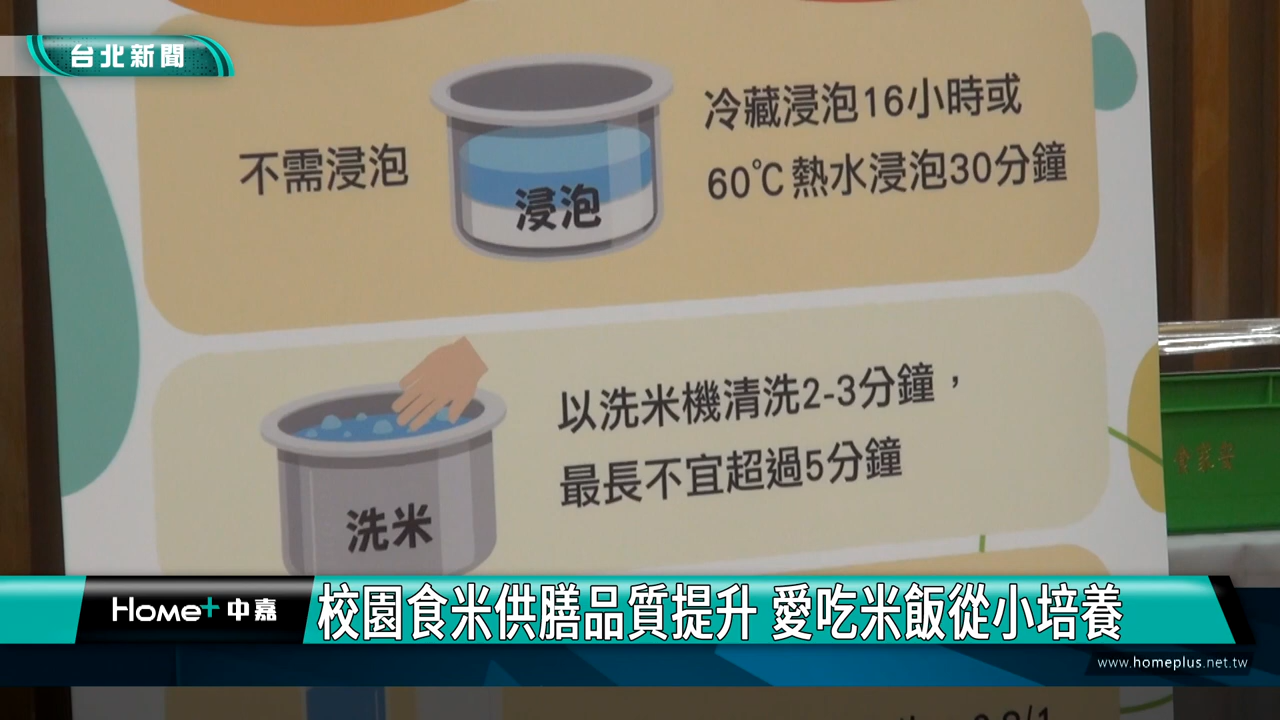 台北新聞
不需浸泡
浸泡
冷藏浸泡16小時或
60℃熱水浸泡30分鐘
洗米
以洗米機清洗2-3分鐘，
最長不宜超過5分鐘
Home+中嘉
校園食米供膳品質提升 愛吃米飯從小培養
www.homeplus.net.tw